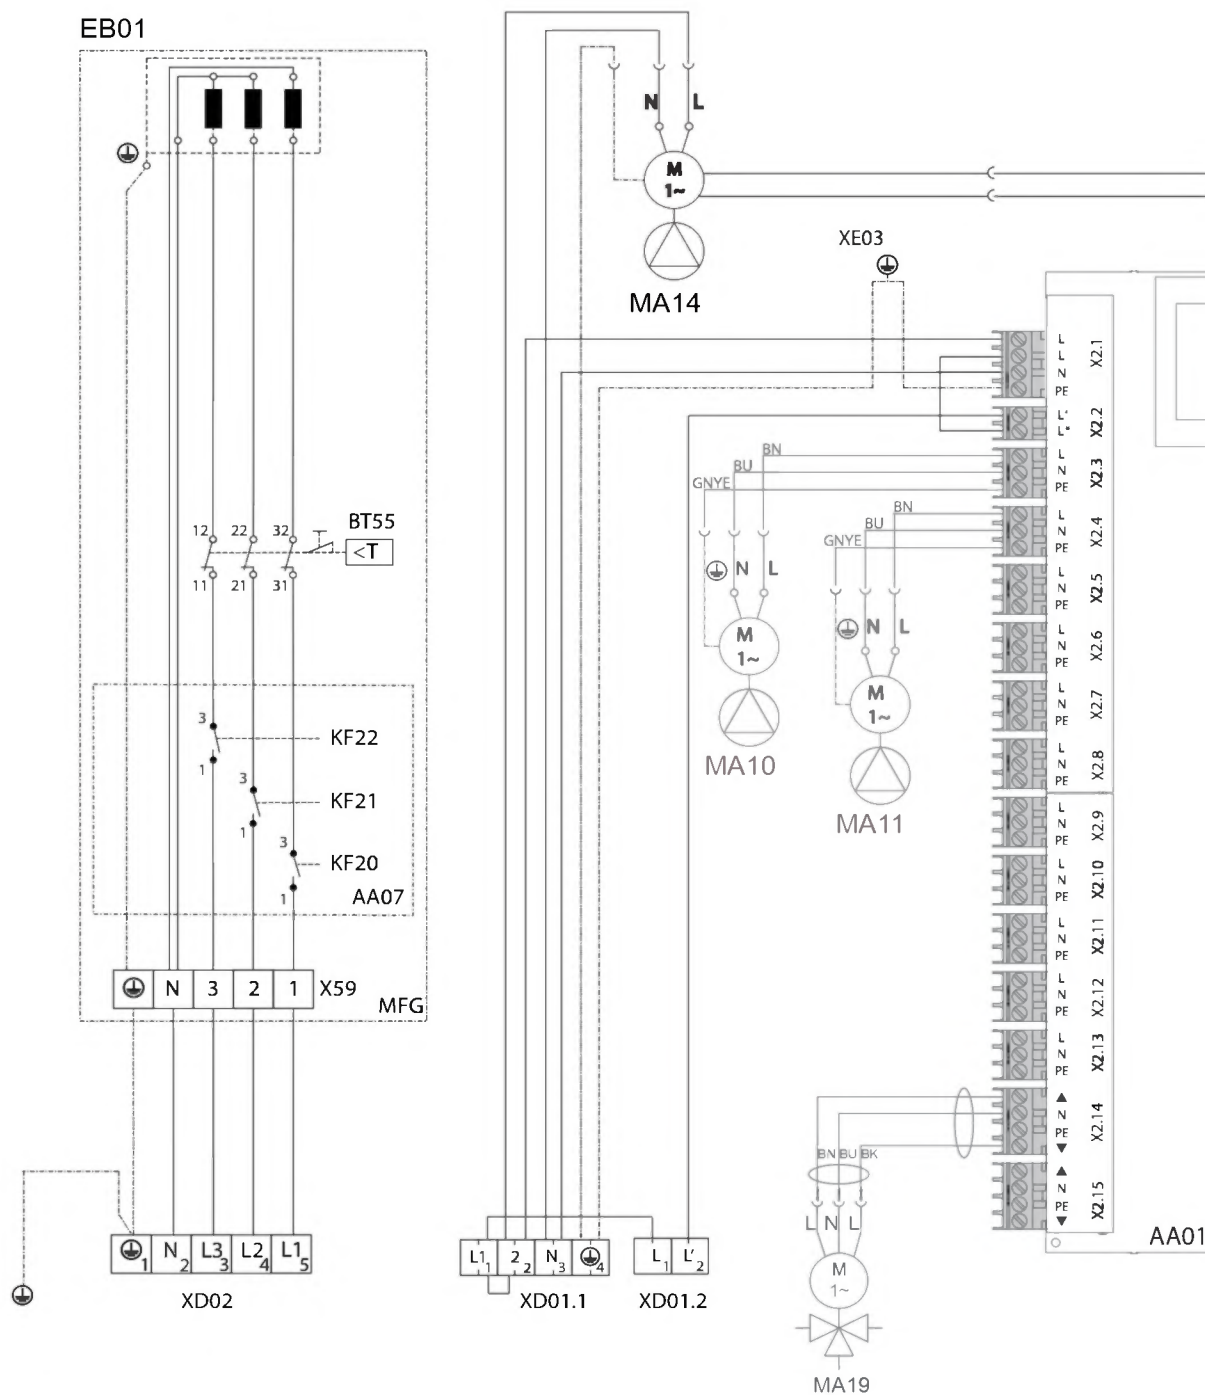 EB01
N L
M
1~
MA14
XE03
L
L
N
PE
X2.1
L'
L"
X2.2
L
N
PE
X2.3
BN
BU
GNYE
L
N
PE
X2.4
BN
BU
GNYE
L
N
PE
X2.5
N L
M
1~
MA10
N L
M
1~
MA11
L
N
PE
X2.6
L
N
PE
X2.7
L
N
PE
X2.8
L
N
PE
X2.9
L
N
PE
X2.10
L
N
PE
X2.11
L
N
PE
X2.12
L
N
PE
X2.13
▲
N
PE
▼
X2.14
▲
N
PE
▼
X2.15
AA01
12 22 32
BT55
<T
11 21 31
3
1
KF22
3
1
KF21
3
1
KF20
AA07
N 3 2 1 X59
MFG
1 N 2 L3 3 L2 4 L1 5
XD02
L1 1 2 2 N 3 4
XD01.1
L 1 L' 2
XD01.2
BN BU BK
L N L
M
1~
MA19